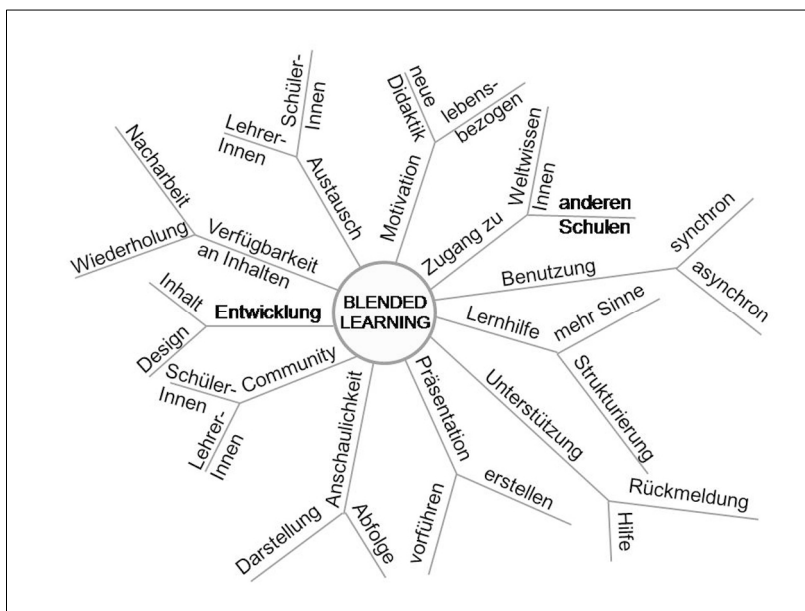 BLENDED
LEARNING
Motivation
neue
Didaktik
lebens-
bezogen
Zugang zu
Weltwissen
Innen
anderen
Schulen
Benutzung
synchron
asynchron
Lernhilfe
mehr Sinne
Strukturierung
Unterstützung
Rückmeldung
Hilfe
Präsentation
erstellen
vorführen
Anschaulichkeit
Abfolge
Darstellung
Community
Schüler-
Innen
Lehrer-
Innen
Entwicklung
Inhalt
Design
Verfügbarkeit
an Inhalten
Nacharbeit
Wiederholung
Austausch
Lehrer-
Innen
Schüler-
Innen